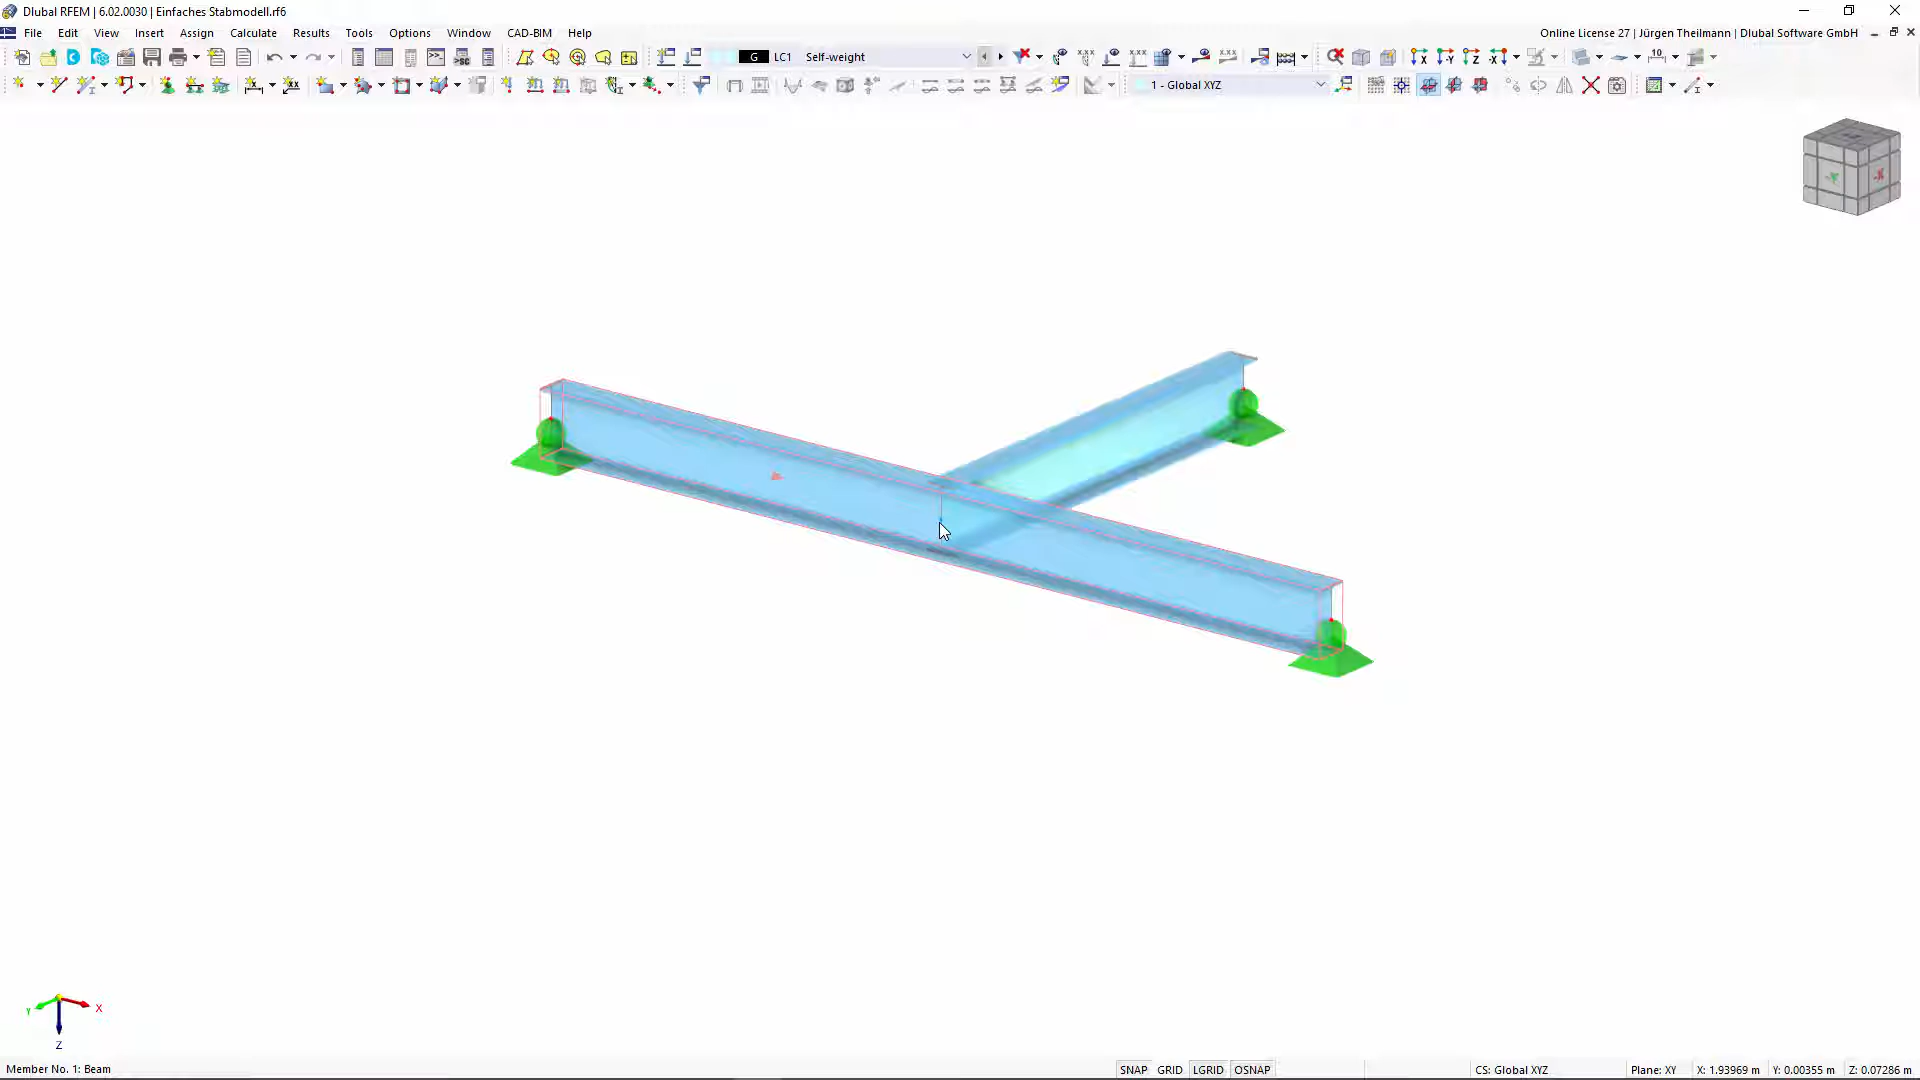 Dlubal RFEM | 6.02.0030 | Einfaches Stabmodell.rf6
File Edit View Insert Assign Calculate Results Tools Options Window CAD-BIM Help
Online License 27 | Jürgen Theilmann | Dlubal Software GmbH
G LC1 Self-weight
1 - Global XYZ
-Y -X
X
Y
Z
Member No. 1: Beam
SNAP GRID LGRID OSNAP
CS: Global XYZ
Plane: XY
X: 1.93969 m Y: 0.00355 m Z: 0.07286 m